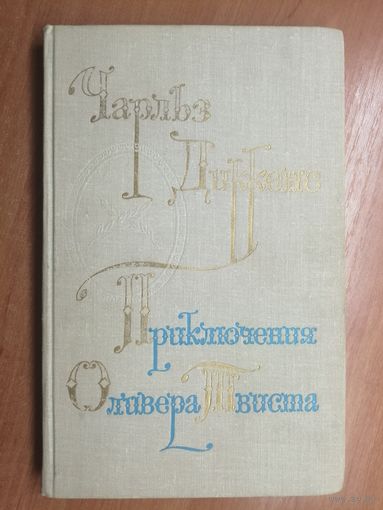 Чарльз
Диккенс
Приключения
Оливера Твиста